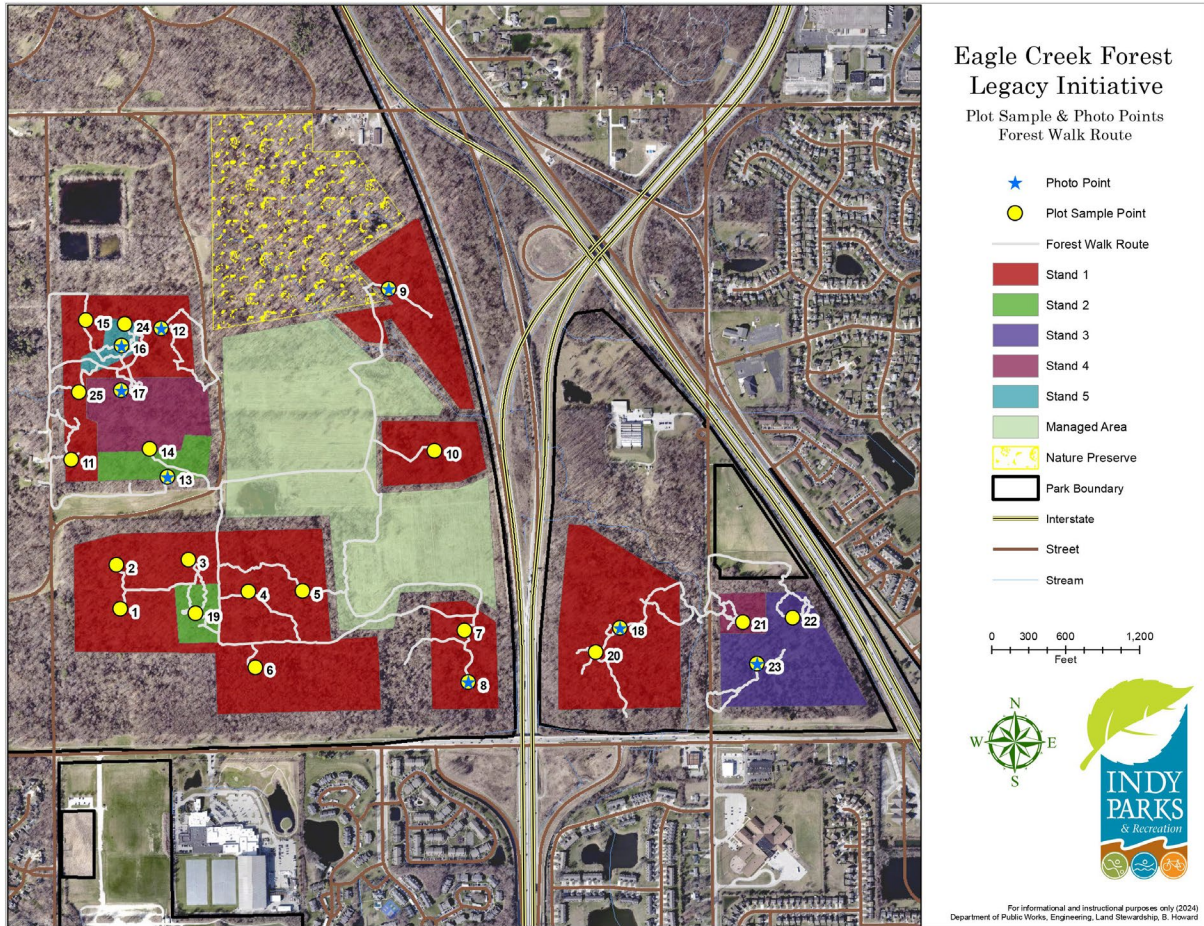 Eagle Creek Forest
Legacy Initiative
Plot Sample & Photo Points
Forest Walk Route
Photo Point
Plot Sample Point
Forest Walk Route
Stand 1
Stand 2
Stand 3
Stand 4
Stand 5
Managed Area
Nature Preserve
Park Boundary
Interstate
Street
Stream
0 300 600 1,200
Feet
N
W E
S
INDY
PARKS
& Recreation
For informational and instructional purposes only (2024)
Department of Public Works, Engineering, Land Stewardship, B. Howard
9
15
24
12
16
17
25
14
11
13
10
2
3
4
5
1
19
7
6
8
18
20
21
22
23